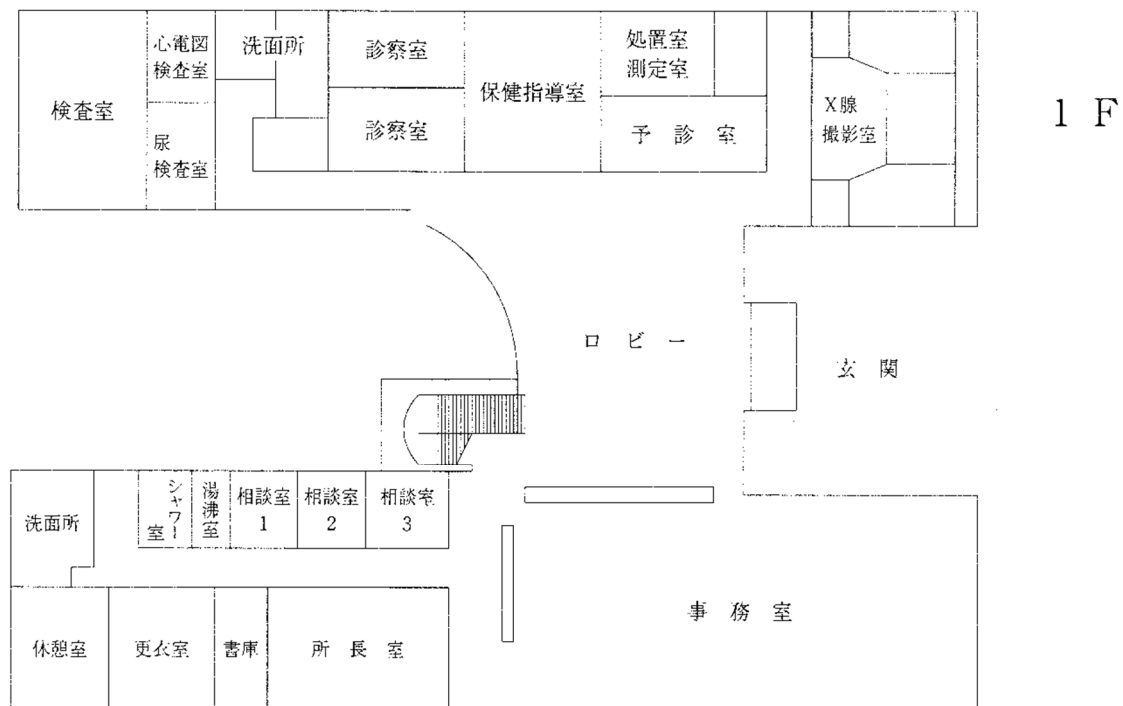 1 F
検査室
心電図
検査室
尿
検査室
洗面所
診察室
診察室
保健指導室
処置室
測定室
予 診 室
X腺
撮影室
ロ ビ ー
玄 関
洗面所
シャワー室
湯沸室
相談室
1
相談室
2
相談室
3
休憩室
更衣室
書庫
所 長 室
事 務 室